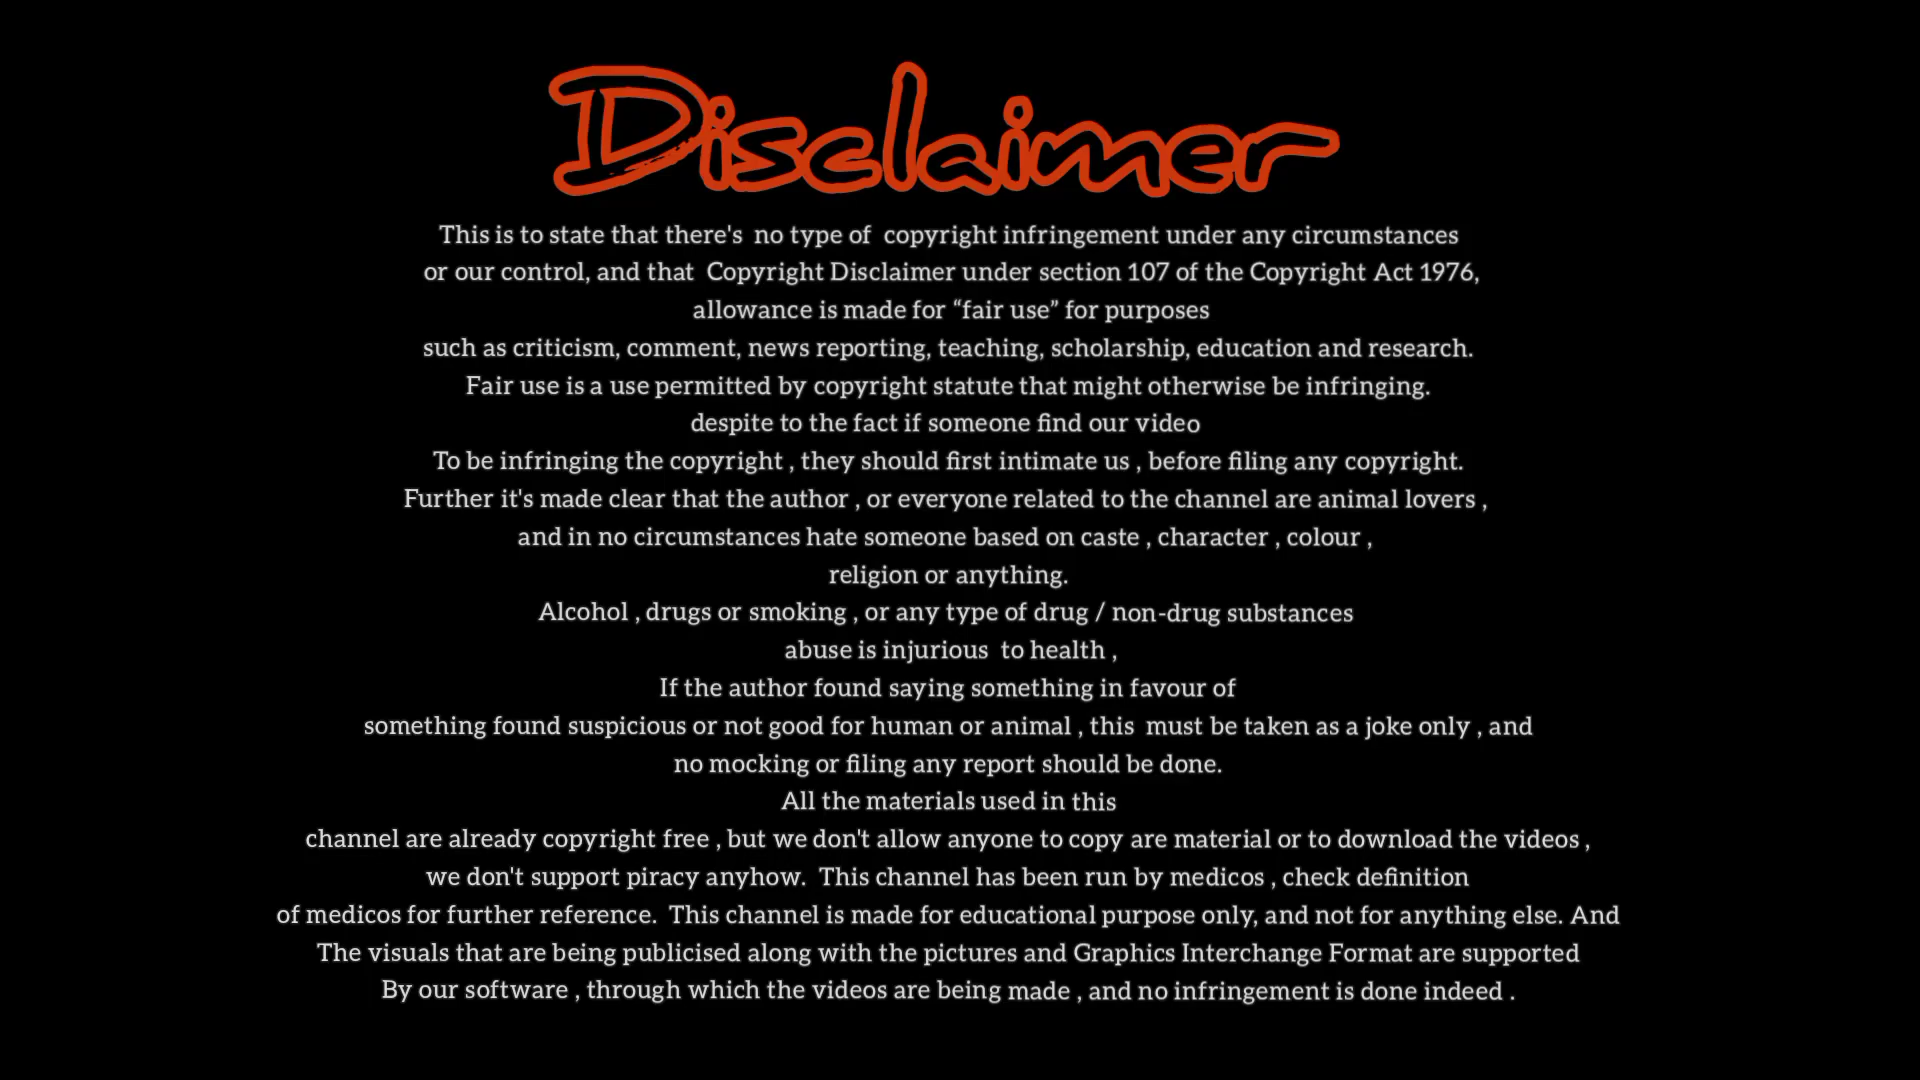 Disclaimer
This is to state that there's no type of copyright infringement under any circumstances
or our control, and that Copyright Disclaimer under section 107 of the Copyright Act 1976,
allowance is made for “fair use” for purposes
such as criticism, comment, news reporting, teaching, scholarship, education and research.
Fair use is a use permitted by copyright statute that might otherwise be infringing.
despite to the fact if someone find our video
To be infringing the copyright , they should first intimate us , before filing any copyright.
Further it's made clear that the author , or everyone related to the channel are animal lovers ,
and in no circumstances hate someone based on caste , character , colour ,
religion or anything.
Alcohol , drugs or smoking , or any type of drug / non-drug substances
abuse is injurious to health ,
If the author found saying something in favour of
something found suspicious or not good for human or animal , this must be taken as a joke only , and
no mocking or filing any report should be done.
All the materials used in this
channel are already copyright free , but we don't allow anyone to copy are material or to download the videos ,
we don't support piracy anyhow. This channel has been run by medicos , check definition
of medicos for further reference. This channel is made for educational purpose only, and not for anything else. And
The visuals that are being publicised along with the pictures and Graphics Interchange Format are supported
By our software , through which the videos are being made , and no infringement is done indeed .